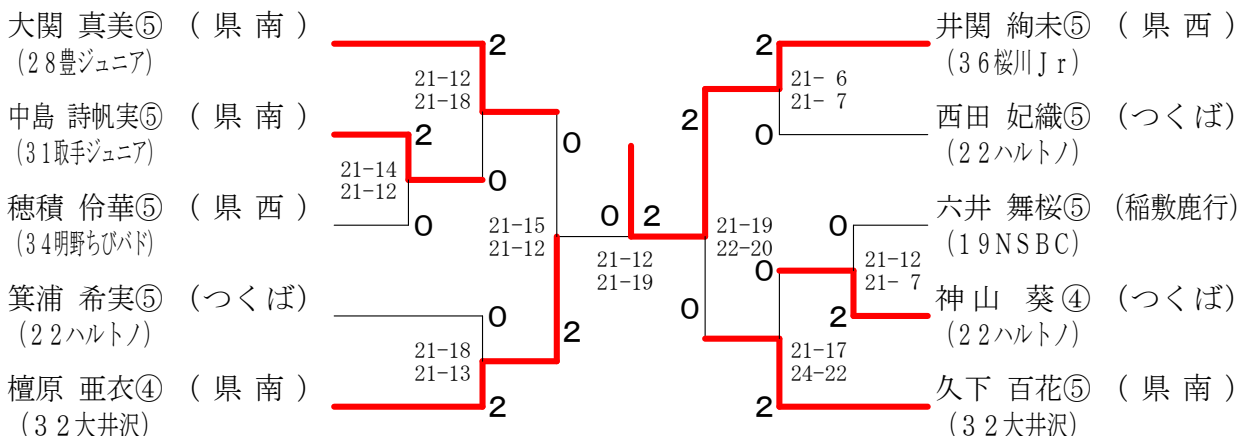 大関 真美⑤ (県南)
(28豊ジュニア)
中島 詩帆実⑤ (県南)
(31取手ジュニア)
穂積 伶華⑤ (県西)
(34明野ちびバド)
箕浦 希実⑤ (つくば)
(22ハルトノ)
檀原 亜衣④ (県南)
(32大井沢)
2
21-12
21-18
2
0
21-14
21-12
0
0
21-15
21-12
0
2
21-18
21-13
2
0 2
21-12
21-19
2
21-6
21-7
2
0
21-19
22-20
0
21-12
21-7
0
2
0
21-17
24-22
2
井関 絢未⑤ (県西)
(36桜川Jr)
西田 妃織⑤ (つくば)
(22ハルトノ)
六井 舞桜⑤ (稲敷鹿行)
(19NSBC)
神山 葵④ (つくば)
(22ハルトノ)
久下 百花⑤ (県南)
(32大井沢)